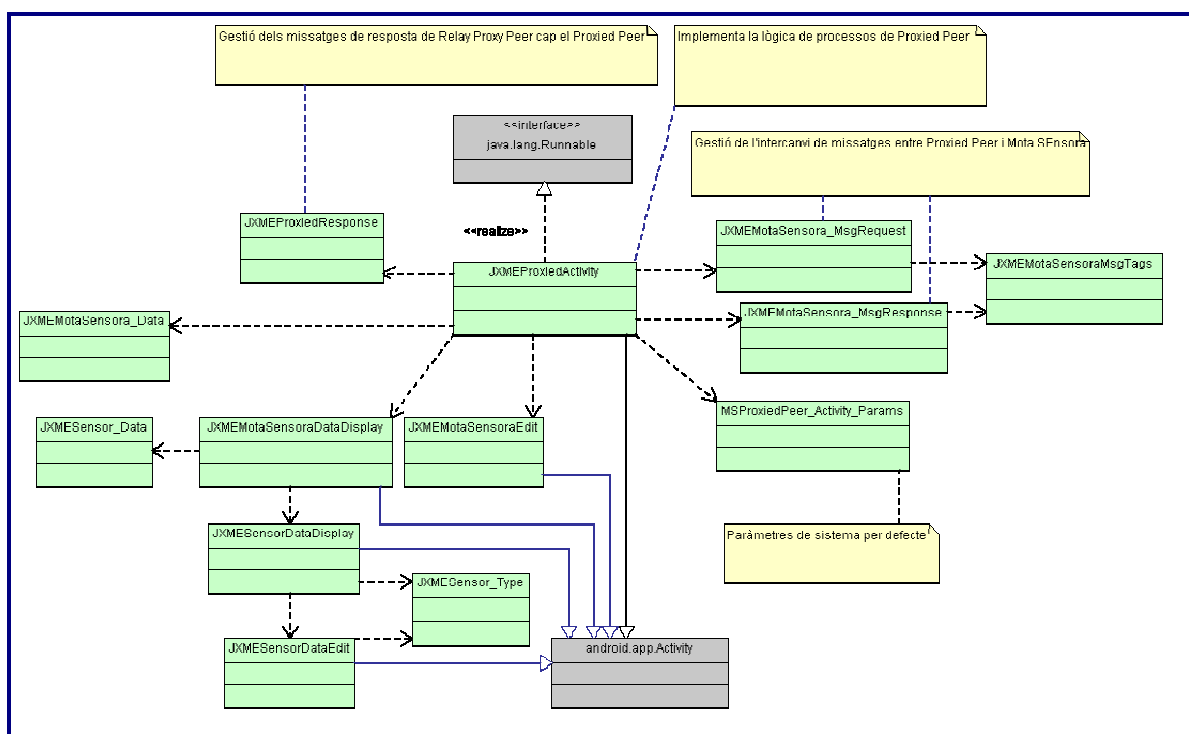 Gestió dels missatges de resposta de Relay Proxy Peer cap el Proxied Peer
Implementa la lògica de processos de Proxied Peer
<<interface>>
java.lang.Runnable
Gestió de l'intercanvi de missatges entre Proxied Peer i Mota SEnsora
JXMEProxiedResponse
<<realize>>
JXMEMotaSensora_MsgRequest
JXMEProxiedActivity
JXMEMotaSensoraMsgTags
JXMEMotaSensora_Data
JXMEMotaSensora_MsgResponse
MSProxiedPeer_Activity_Params
JXMESensor_Data
JXMEMotaSensoraDataDisplay
JXMEMotaSensoraEdit
JXMESensorDataDisplay
Paràmetres de sistema per defecte
JXMESensor_Type
JXMESensorDataEdit
android.app.Activity